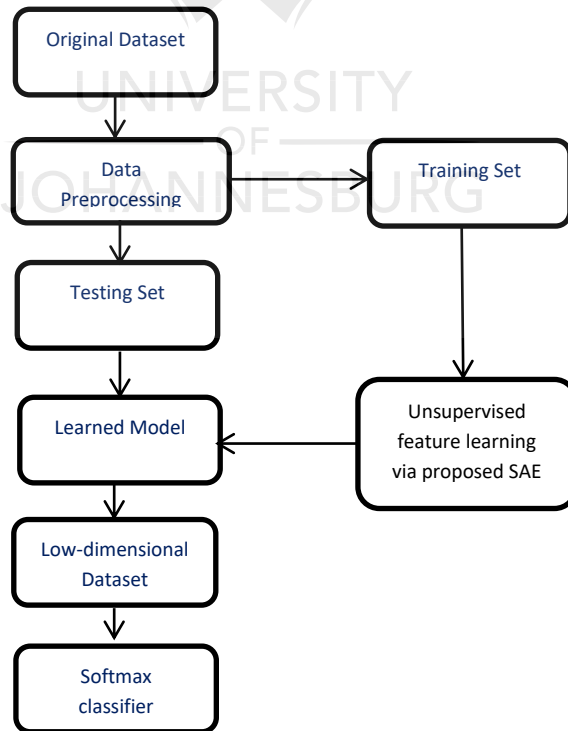 Original Dataset
UNIVERSITY
OF
JOHANNESBURG
Data
Preprocessing
Training Set
Testing Set
Learned Model
Unsupervised
feature learning
via proposed SAE
Low-dimensional
Dataset
Softmax
classifier